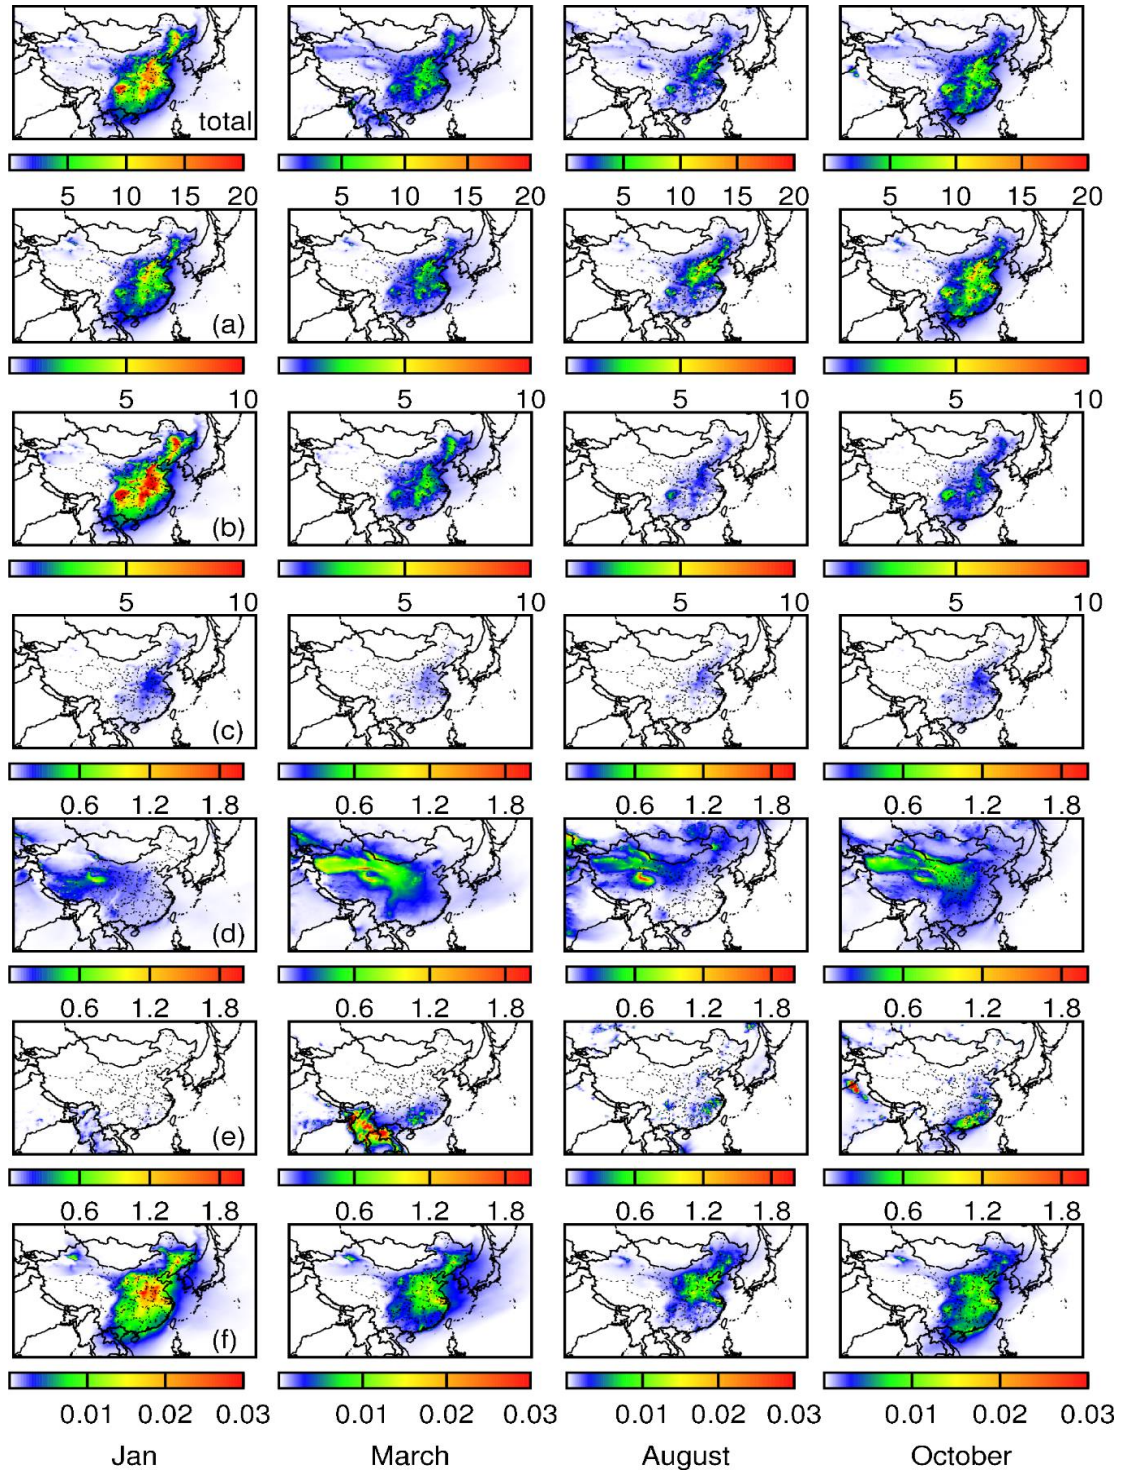 total
5 10 15 20 5 10 15 20 5 10 15 20 5 10 15 20
(a)
5 10 5 10 5 10 5 10
(b)
5 10 5 10 5 10 5 10
(c)
0.6 1.2 1.8 0.6 1.2 1.8 0.6 1.2 1.8 0.6 1.2 1.8
(d)
0.6 1.2 1.8 0.6 1.2 1.8 0.6 1.2 1.8 0.6 1.2 1.8
(e)
0.6 1.2 1.8 0.6 1.2 1.8 0.6 1.2 1.8 0.6 1.2 1.8
(f)
0.01 0.02 0.03 0.01 0.02 0.03 0.01 0.02 0.03 0.01 0.02 0.03
Jan March August October